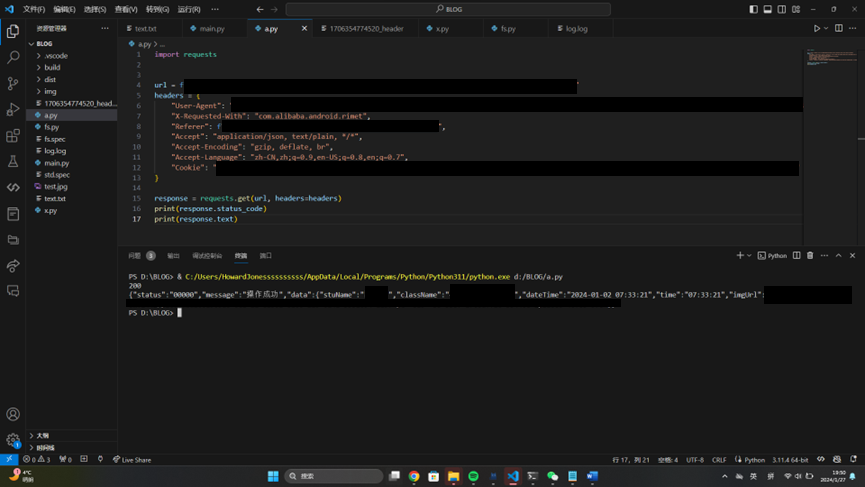 文件(F) 编辑(E) 选择(S) 查看(V) 转到(G) 运行(R) ··· BLOG
资源管理器 ···
text.txt main.py a.py 1706354774520_header x.py fs.py log.log
BLOG
.vscode
build
dist
img
1706354774520_head...
a.py
fs.py
fs.spec
log.log
main.py
std.spec
test.jpg
text.txt
x.py
大纲
时间线
a.py > ...
1 import requests
2
3
4 url = f
5 headers = {
6 "User-Agent": "
7 "X-Requested-With": "com.alibaba.android.rimet",
8 "Referer": f ",
9 "Accept": "application/json, text/plain, */*",
10 "Accept-Encoding": "gzip, deflate, br",
11 "Accept-Language": "zh-CN,zh;q=0.9,en-US;q=0.8,en;q=0.7",
12 "Cookie": "
13 }
14
15 response = requests.get(url, headers=headers)
16 print(response.status_code)
17 print(response.text)
问题 3 输出 调试控制台 终端 端口 Python
PS D:\BLOG> & C:/Users/HowardJonessssssssss/AppData/Local/Programs/Python/Python311/python.exe d:/BLOG/a.py
200
{"status":"00000","message":"操作成功","data":{"stuName":" ","className":" ","dateTime":"2024-01-02 07:33:21","time":"07:33:21","imgUrl":
PS D:\BLOG>
0 3 0 Live Share 行 17，列 21 空格: 4 UTF-8 CRLF Python 3.11.4 64-bit
4°C
搜索
英 拼
19:50
2024/1/27